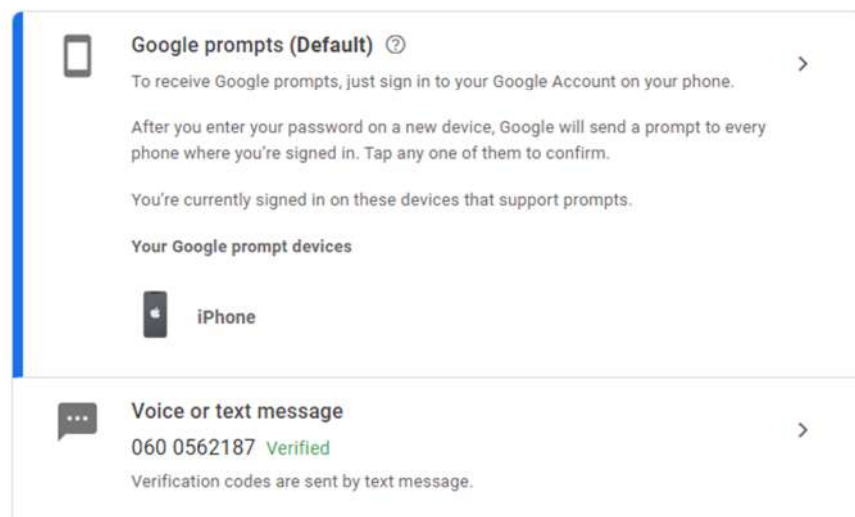 Google prompts (Default)
To receive Google prompts, just sign in to your Google Account on your phone.
After you enter your password on a new device, Google will send a prompt to every
phone where you're signed in. Tap any one of them to confirm.
You're currently signed in on these devices that support prompts.
Your Google prompt devices
iPhone
Voice or text message
060 0562187 Verified
Verification codes are sent by text message.